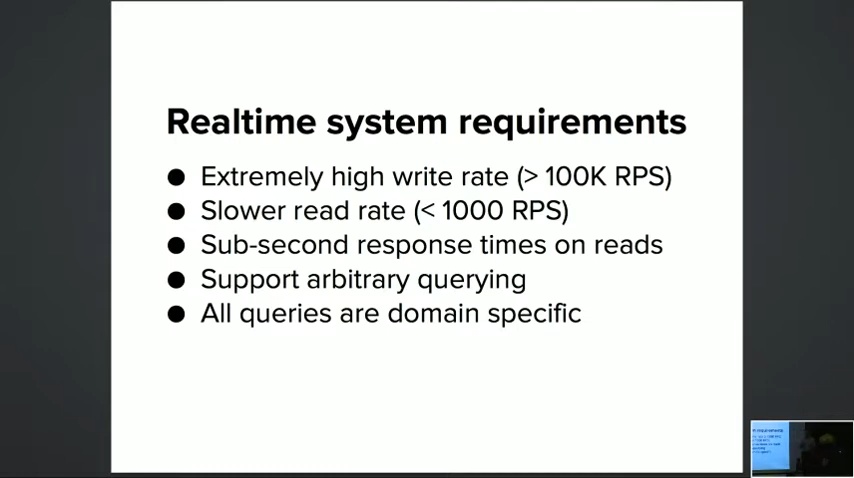 Realtime system requirements
● Extremely high write rate (> 100K RPS)
● Slower read rate (< 1000 RPS)
● Sub-second response times on reads
● Support arbitrary querying
● All queries are domain specific